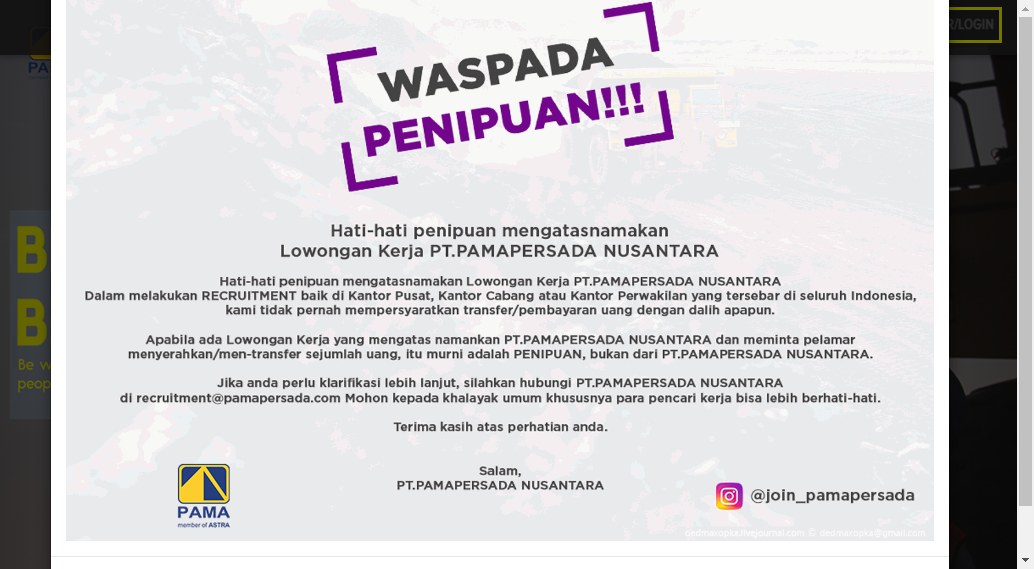 R/LOGIN
WASPADA
PENIPUAN!!!
Hati-hati penipuan mengatasnamakan
Lowongan Kerja PT.PAMAPERSADA NUSANTARA
Hati-hati penipuan mengatasnamakan Lowongan Kerja PT.PAMAPERSADA NUSANTARA
Dalam melakukan RECRUITMENT baik di Kantor Pusat, Kantor Cabang atau Kantor Perwakilan yang tersebar di seluruh Indonesia,
kami tidak pernah mempersyaratkan transfer/pembayaran uang dengan dalih apapun.
Apabila ada Lowongan Kerja yang mengatas namankan PT.PAMAPERSADA NUSANTARA dan meminta pelamar
menyerahkan/men-transfer sejumlah uang, itu murni adalah PENIPUAN, bukan dari PT.PAMAPERSADA NUSANTARA.
Jika anda perlu klarifikasi lebih lanjut, silahkan hubungi PT.PAMAPERSADA NUSANTARA
di recruitment@pamapersada.com Mohon kepada khalayak umum khususnya para pencari kerja bisa lebih berhati-hati.
Terima kasih atas perhatian anda.
Salam,
PT.PAMAPERSADA NUSANTARA
PAMA
member of ASTRA
@join_pamapersada
dedmaxopka.livejournal.com © dedmaxopka@gmail.com
B
B
Be w
peop
PA